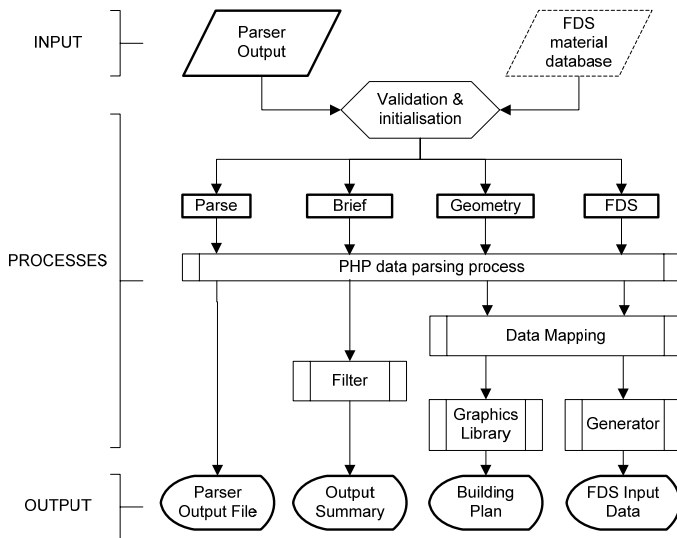 INPUT
Parser
Output
FDS
material
database
Validation &
initialisation
Parse
Brief
Geometry
FDS
PROCESSES
PHP data parsing process
Data Mapping
Filter
Graphics
Library
Generator
OUTPUT
Parser
Output File
Output
Summary
Building
Plan
FDS Input
Data